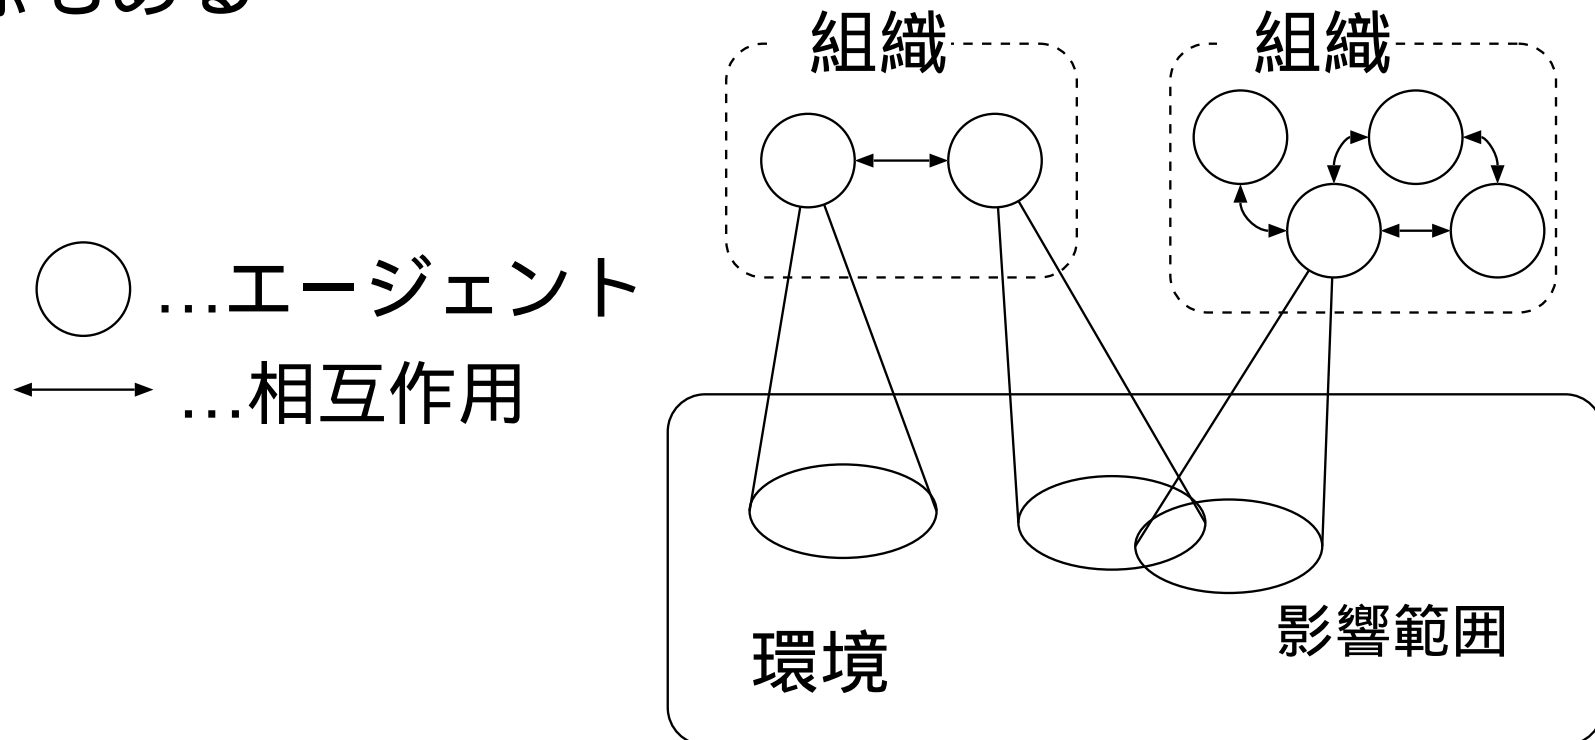 組織
組織
…エージェント
…相互作用
環境
影響範囲